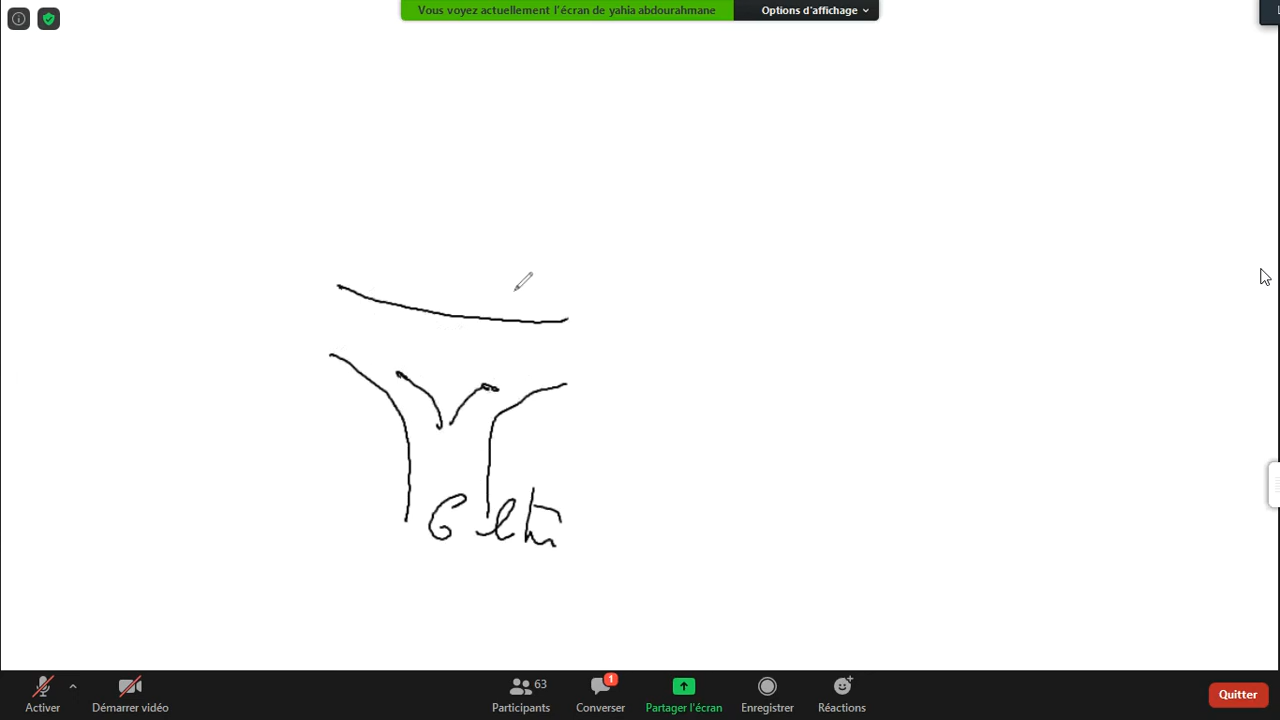 Vous voyez actuellement l'écran de yahia abdourahmane
Options d'affichage
63
1
Activer
Démarrer vidéo
Participants
Converser
Partager l'écran
Enregistrer
Réactions
Quitter